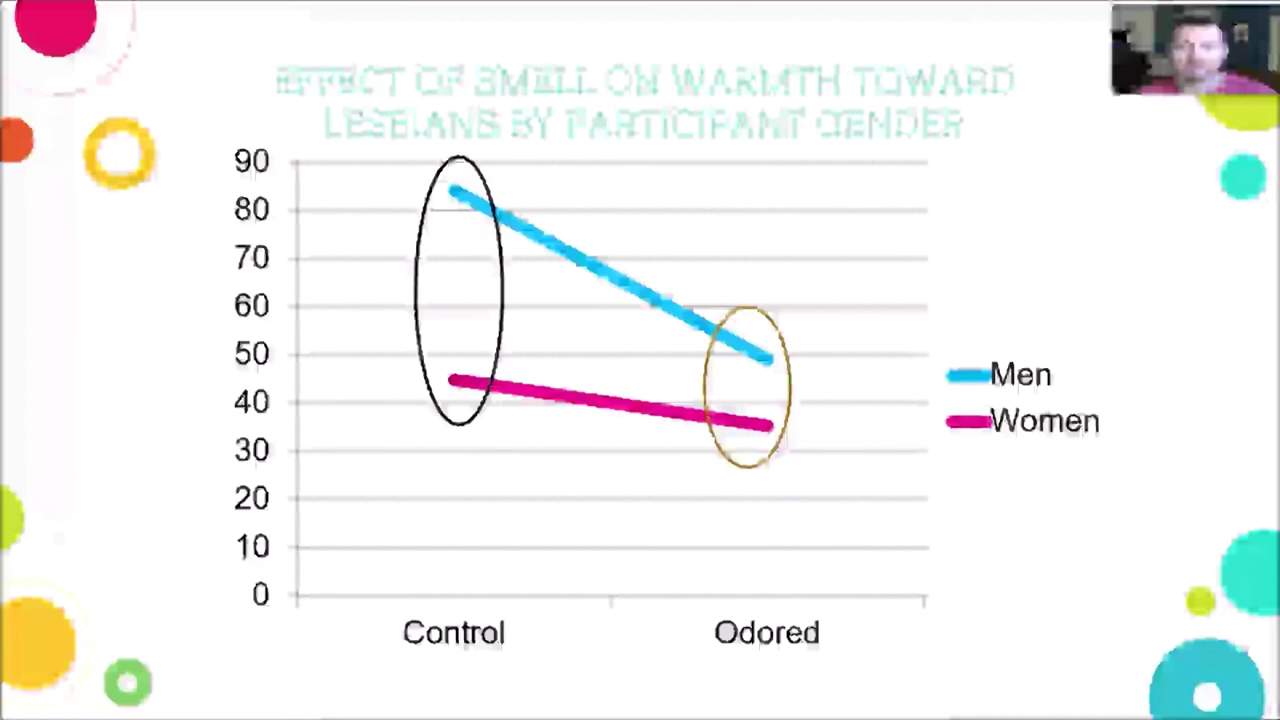 EFFECT OF SMELL ON WARMTH TOWARD
LESBIANS BY PARTICIPANT GENDER
90
80
70
60
50
40
30
20
10
0
Control
Odored
Men
Women